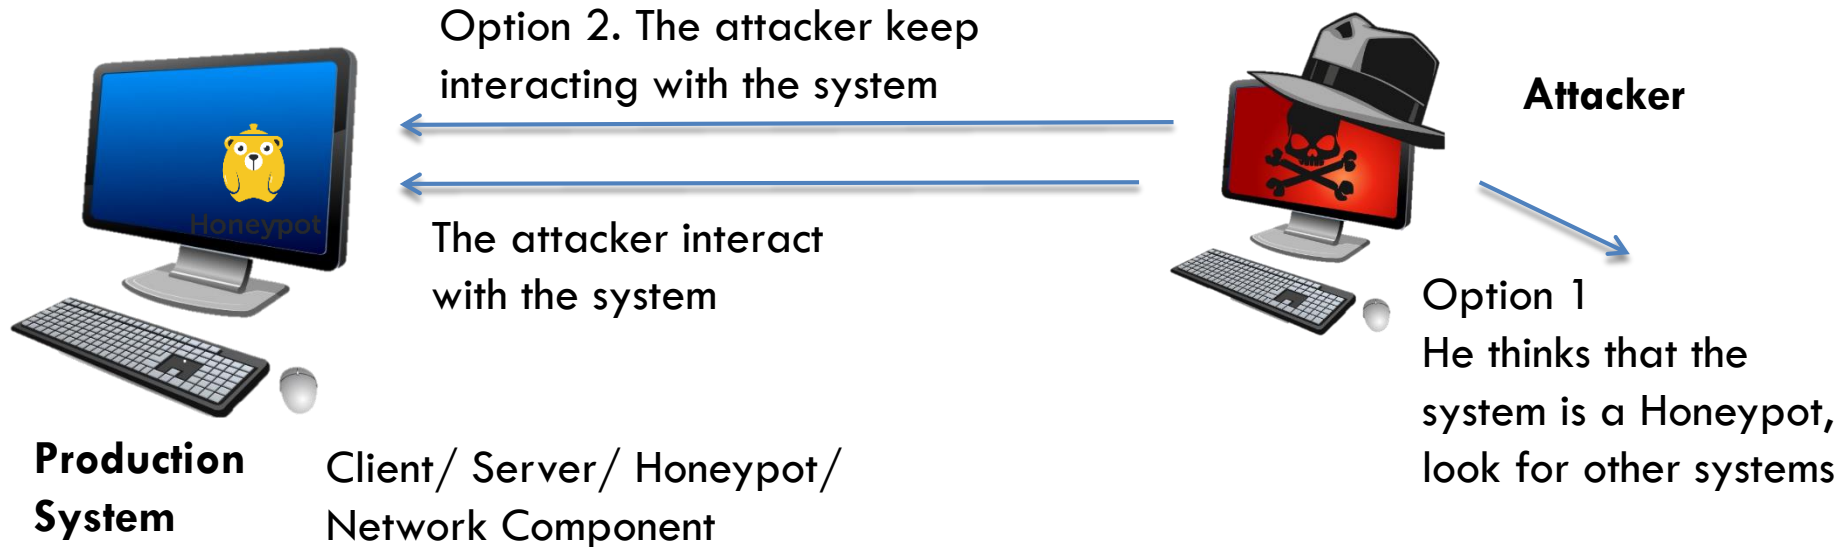 Option 2. The attacker keep
interacting with the system
Attacker
Honeypot
The attacker interact
with the system
Option 1
He thinks that the
system is a Honeypot,
look for other systems
Production
System
Client/ Server/ Honeypot/
Network Component